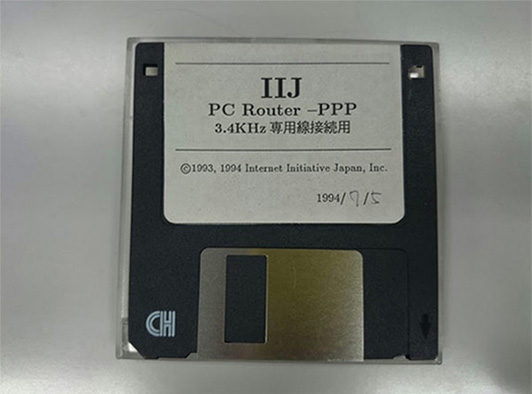 IIJ
PC Router –PPP
3.4KHz 専用線接続用
©1993, 1994 Internet Initiative Japan, Inc.
1994/7/5
CH